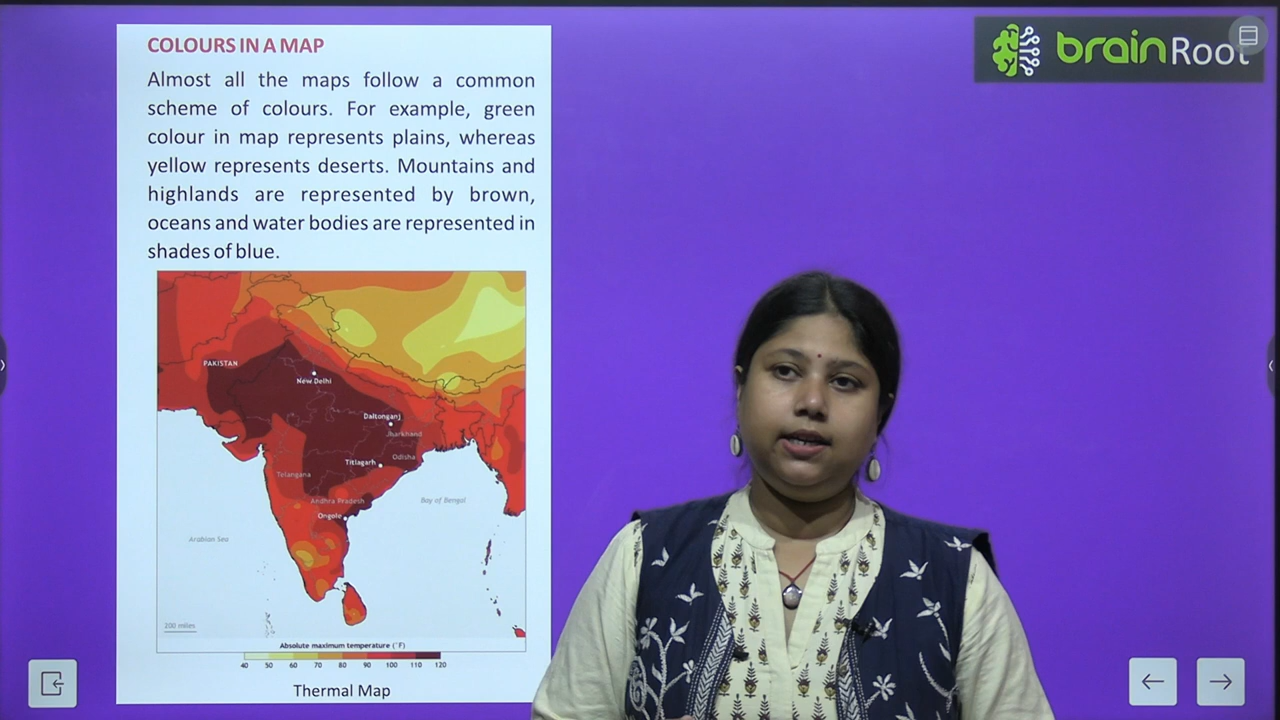 COLOURS IN A MAP
Almost all the maps follow a common
scheme of colours. For example, green
colour in map represents plains, whereas
yellow represents deserts. Mountains and
highlands are represented by brown,
oceans and water bodies are represented in
shades of blue.
PAKISTAN
New Delhi
Daltonganj
Jharkhand
Titlagarh
Odisha
Telangana
Andhra Pradesh
Bay of Bengal
Ongole
Arabian Sea
200 miles
Absolute maximum temperature (°F)
40 50 60 70 80 90 100 110 120
Thermal Map
brainRoot